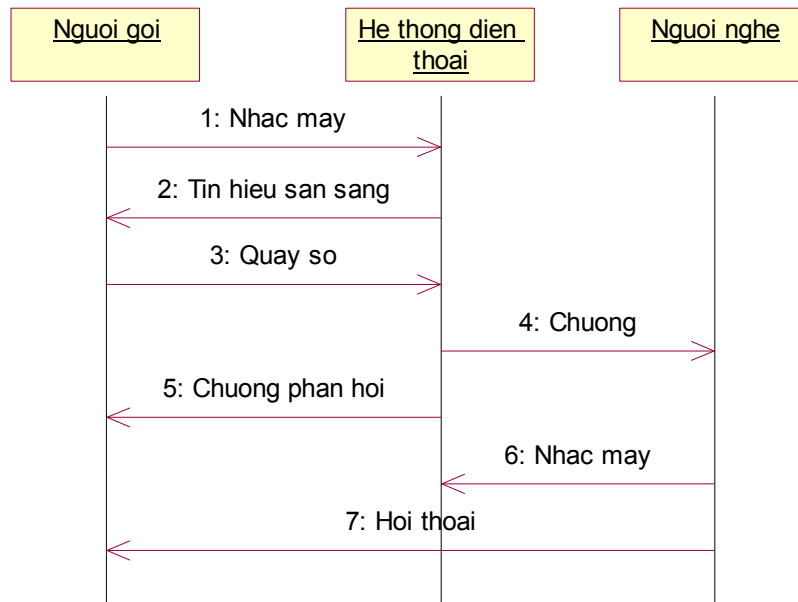 Nguoi goi
He thong dien
thoai
Nguoi nghe
1: Nhac may
2: Tin hieu san sang
3: Quay so
4: Chuong
5: Chuong phan hoi
6: Nhac may
7: Hoi thoai